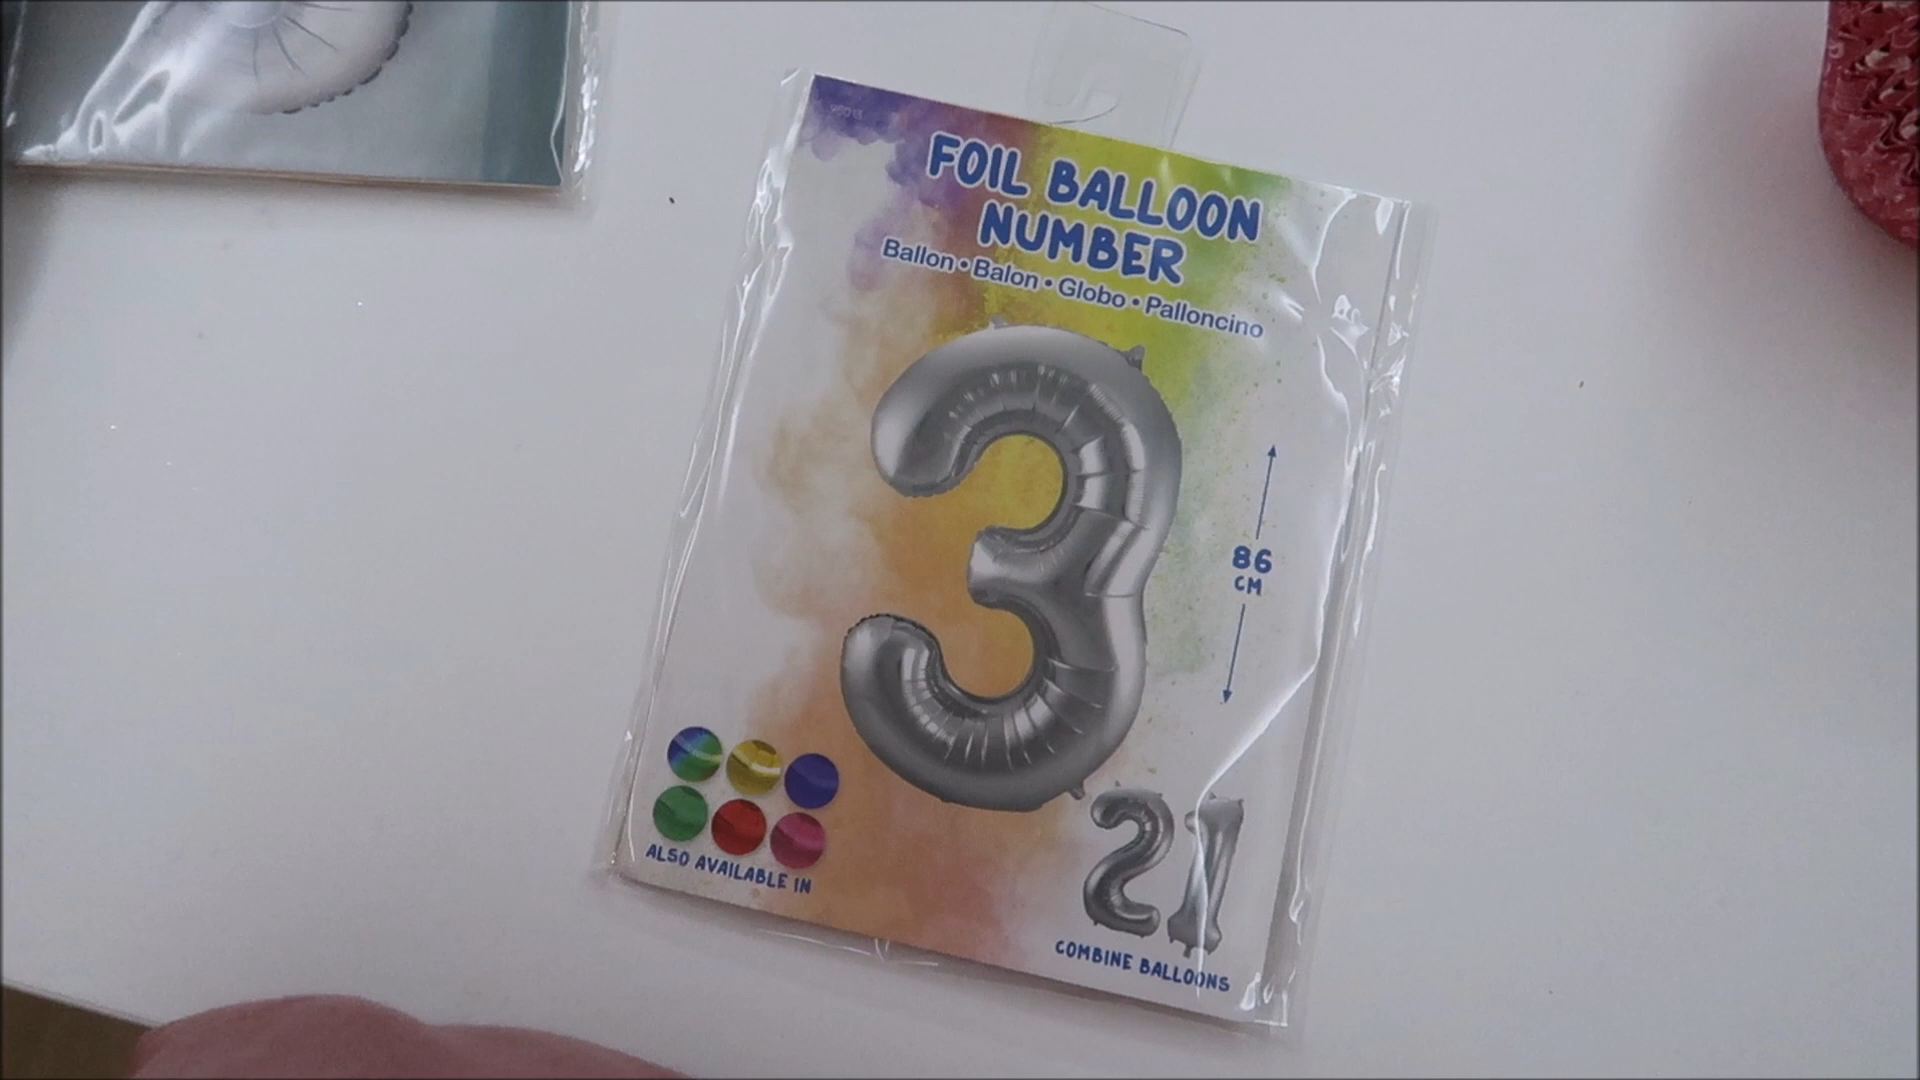 FOIL BALLOON
NUMBER
Ballon • Balon • Globo • Palloncino
3
86
CM
21
ALSO AVAILABLE IN
COMBINE BALLOONS